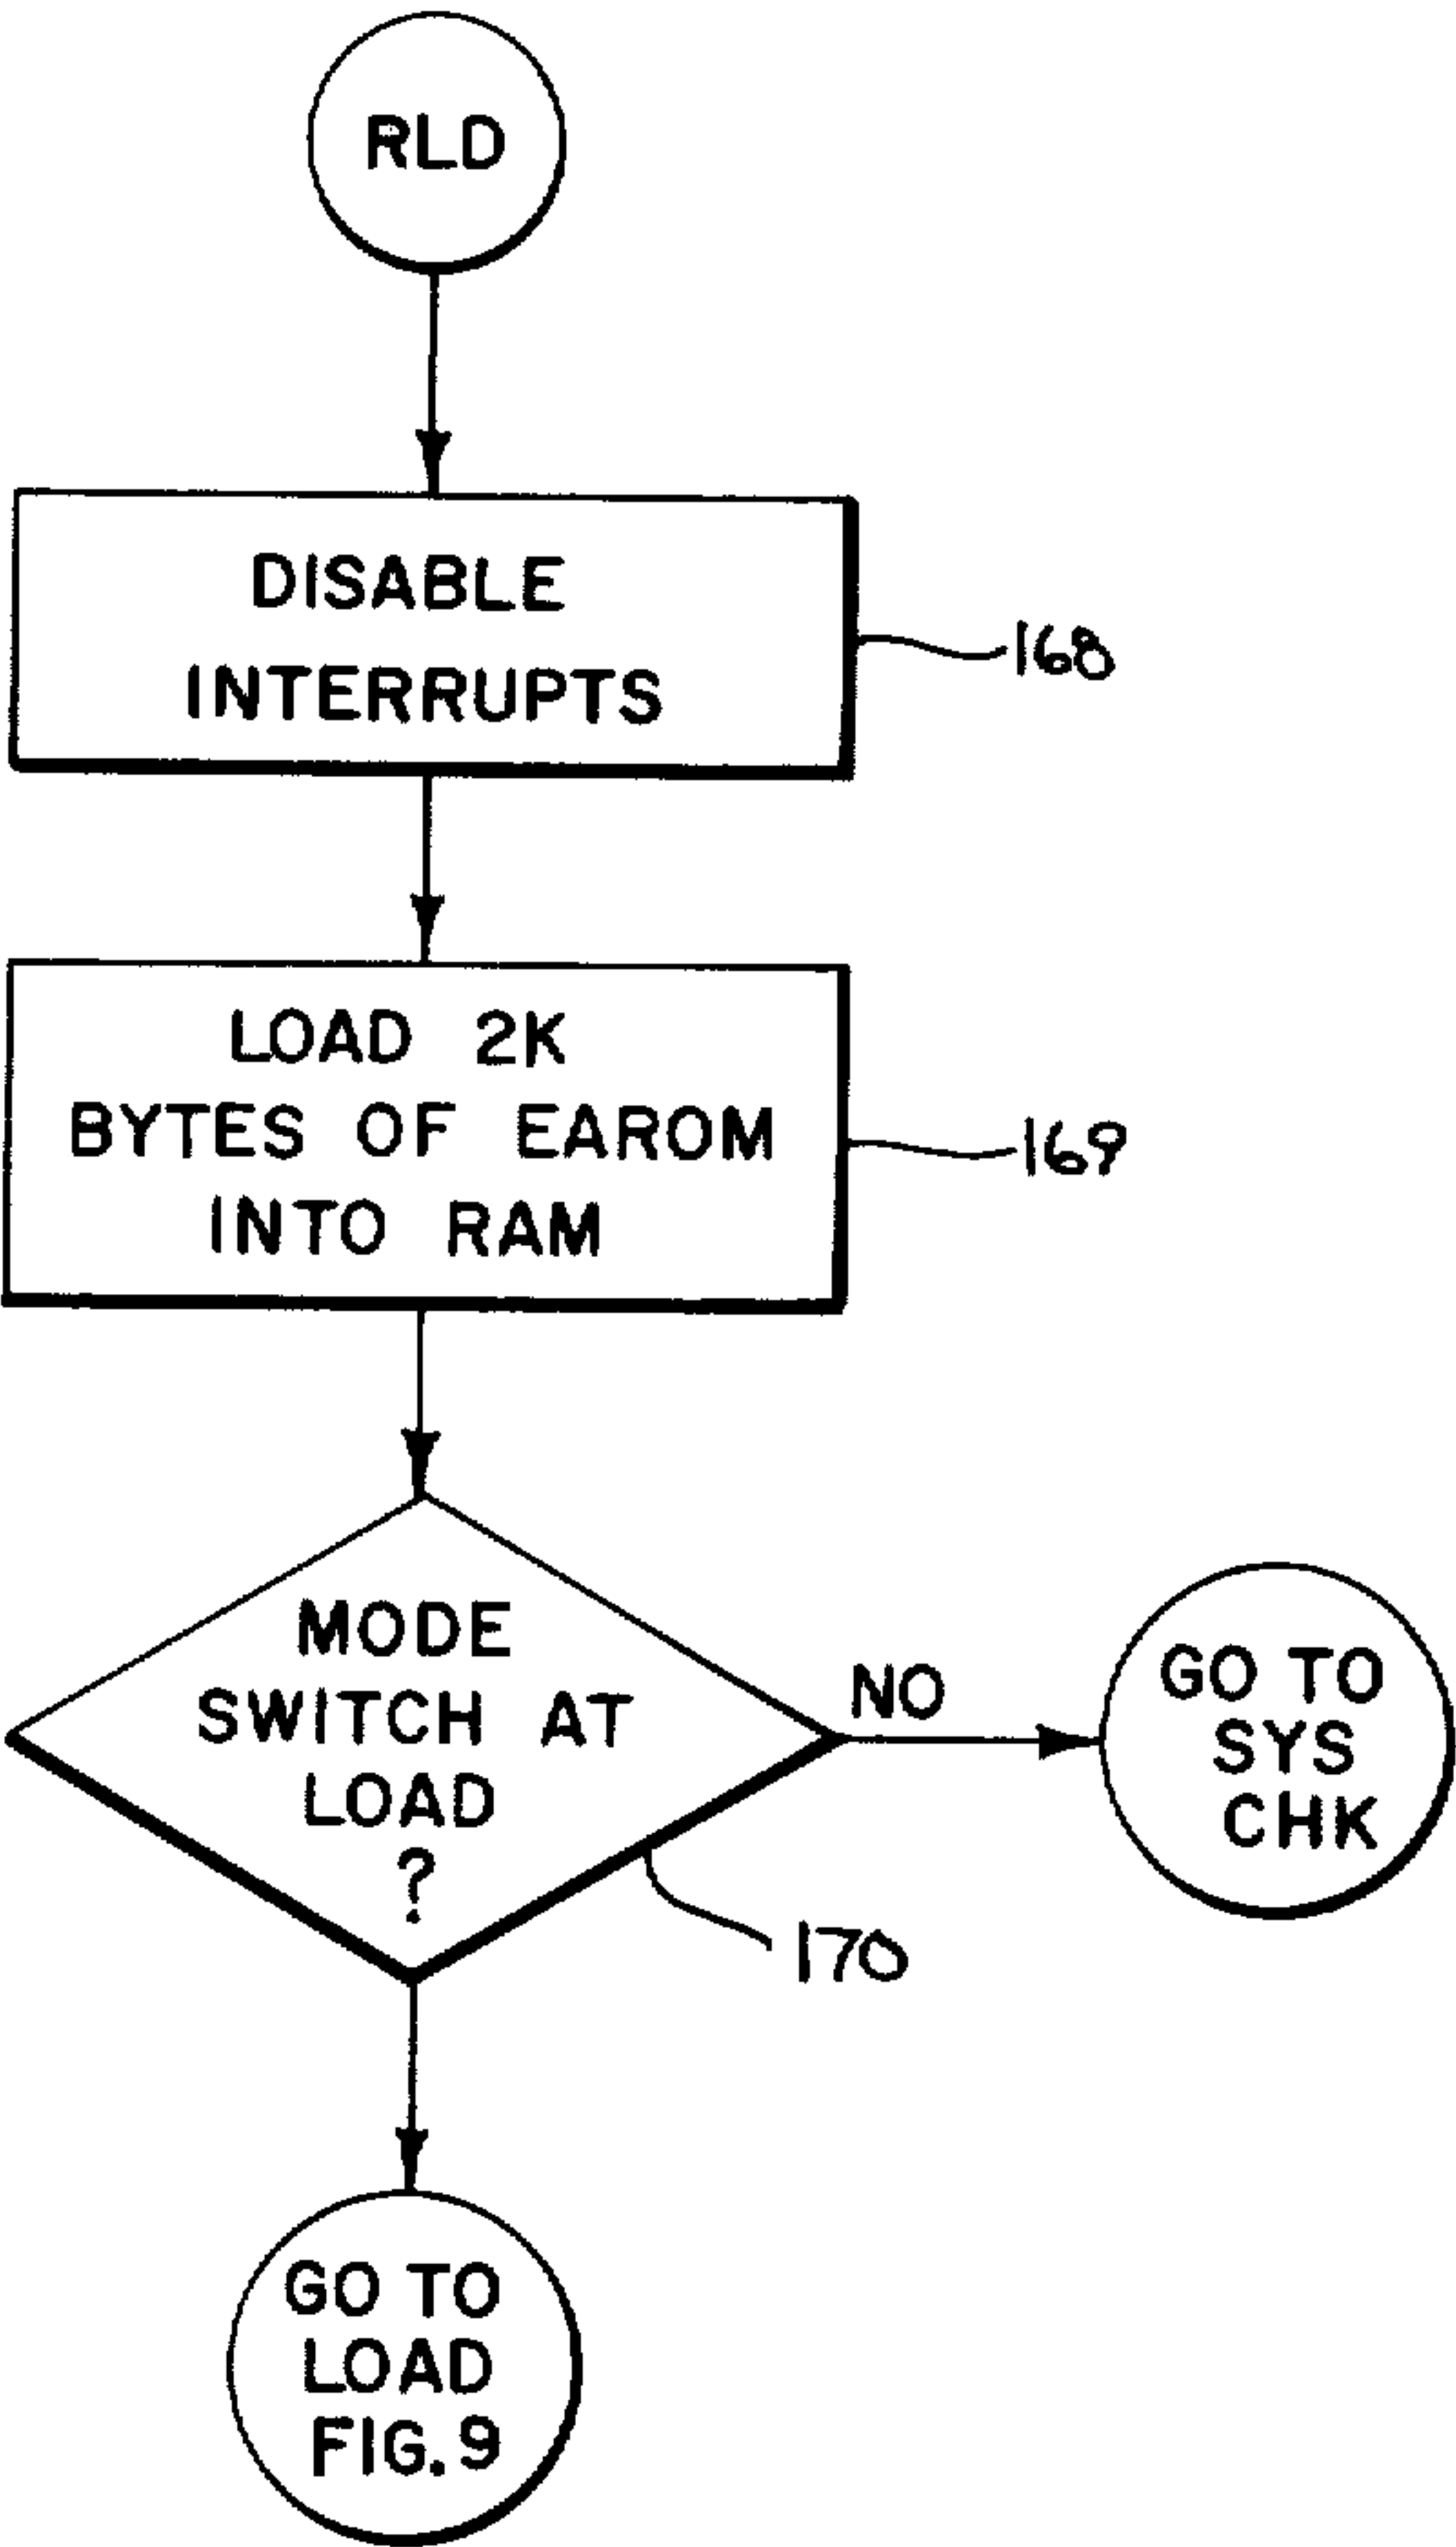 RLD
DISABLE
INTERRUPTS
168
LOAD 2K
BYTES OF EAROM
INTO RAM
169
MODE
SWITCH AT
LOAD
?
NO
GO TO
SYS
CHK
170
GO TO
LOAD
FIG. 9